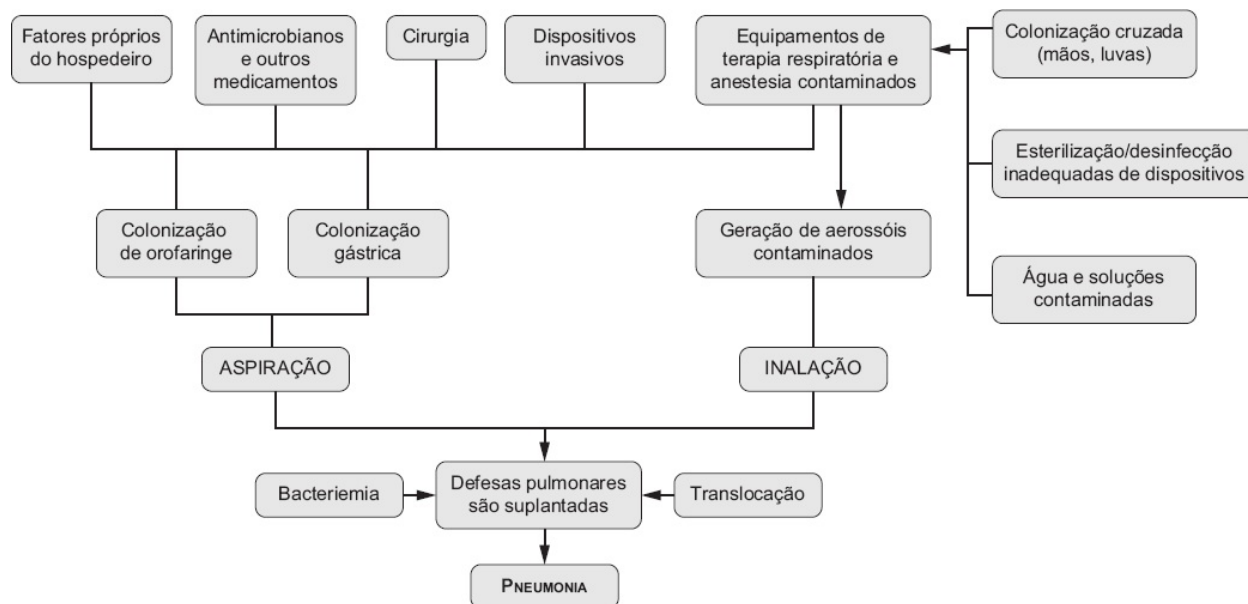 Fatores próprios
do hospedeiro
Antimicrobianos
e outros
medicamentos
Cirurgia
Dispositivos
invasivos
Equipamentos de
terapia respiratória e
anestesia contaminados
Colonização cruzada
(mãos, luvas)
Esterilização/desinfecção
inadequadas de dispositivos
Colonização
de orofaringe
Colonização
gástrica
Geração de aerossóis
contaminados
Água e soluções
contaminadas
ASPIRAÇÃO
INALAÇÃO
Bacteriemia
Defesas pulmonares
são suplantadas
Translocação
PNEUMONIA